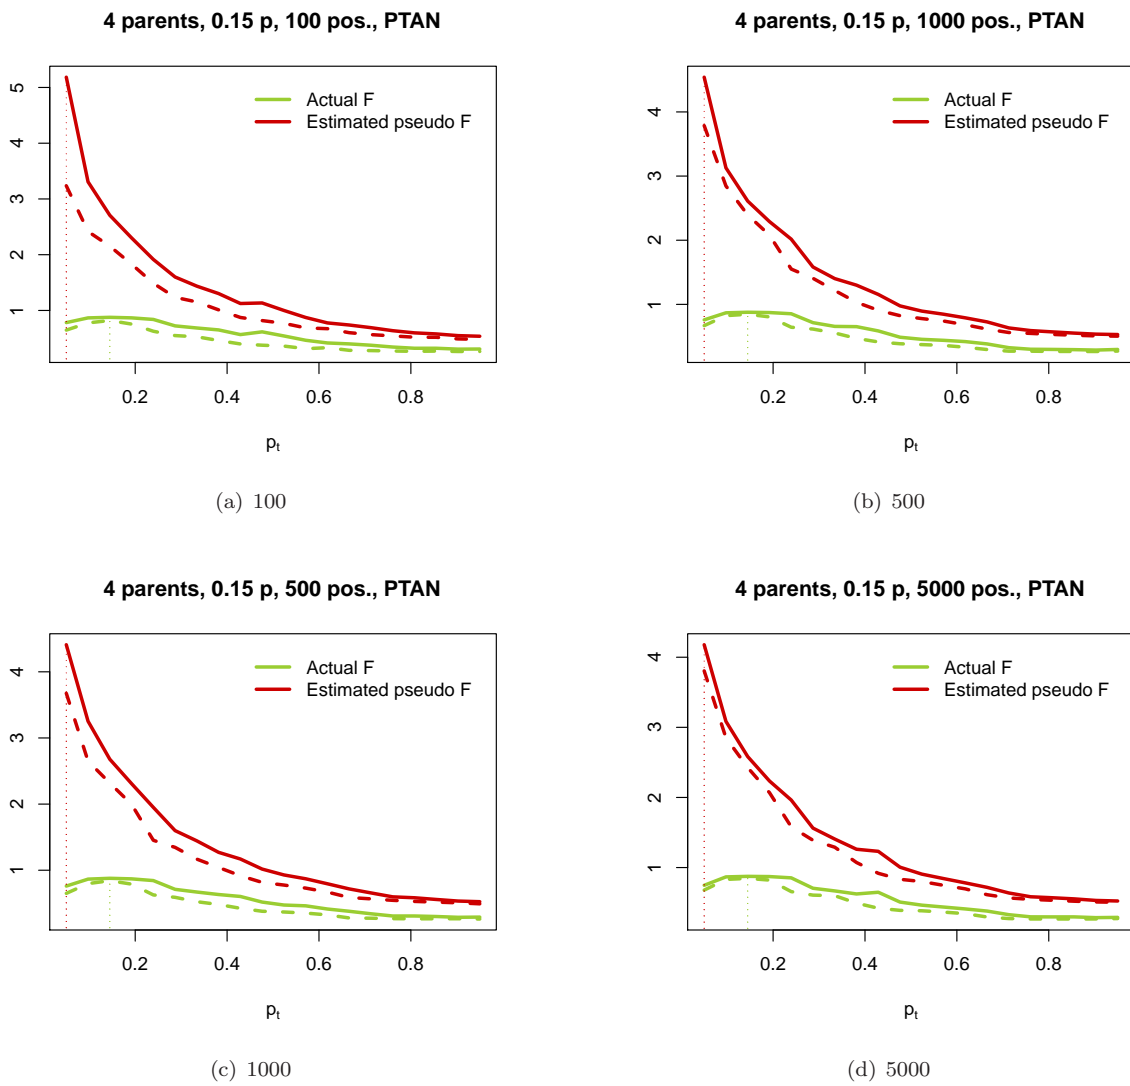 4 parents, 0.15 p, 100 pos., PTAN
5
4
3
2
1
Actual F
Estimated pseudo F
0.2 0.4 0.6 0.8
pt
(a) 100
4 parents, 0.15 p, 1000 pos., PTAN
4
3
2
1
Actual F
Estimated pseudo F
0.2 0.4 0.6 0.8
pt
(b) 500
4 parents, 0.15 p, 500 pos., PTAN
4
3
2
1
Actual F
Estimated pseudo F
0.2 0.4 0.6 0.8
pt
(c) 1000
4 parents, 0.15 p, 5000 pos., PTAN
4
3
2
1
Actual F
Estimated pseudo F
0.2 0.4 0.6 0.8
pt
(d) 5000